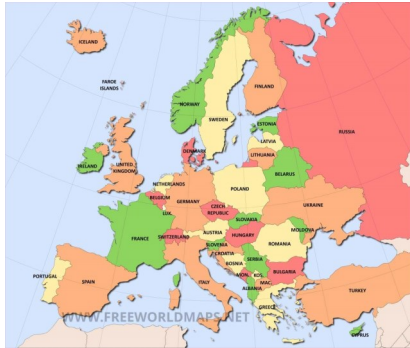 ICELAND
FAROE
ISLANDS
FINLAND
NORWAY
SWEDEN
ESTONIA
RUSSIA
LATVIA
DENMARK
LITHUANIA
IRELAND
UNITED
KINGDOM
BELARUS
NETHERLANDS
POLAND
BELGIUM
GERMANY
LUX.
CZECH
REPUBLIC
UKRAINE
SLOVAKIA
FRANCE
SWITZERLAND
AUSTRIA
HUNGARY
MOLDOVA
SLOVENIA
CROATIA
ROMANIA
BOSNIA
SERBIA
PORTUGAL
SPAIN
ITALY
MON.
KOS.
BULGARIA
MAC.
ALBANIA
TURKEY
GREECE
WWW.FREEWORLDMAPS.NET
CYPRUS